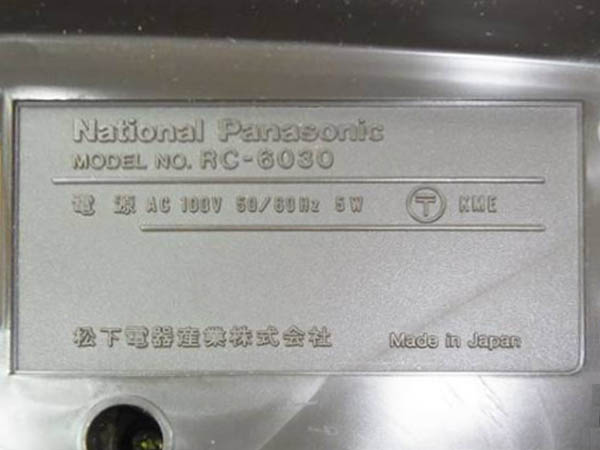 National Panasonic
MODEL NO. RC-6030
電源 AC 100V 50/60Hz 5W 〒 KME
松下電器産業株式会社 Made in Japan